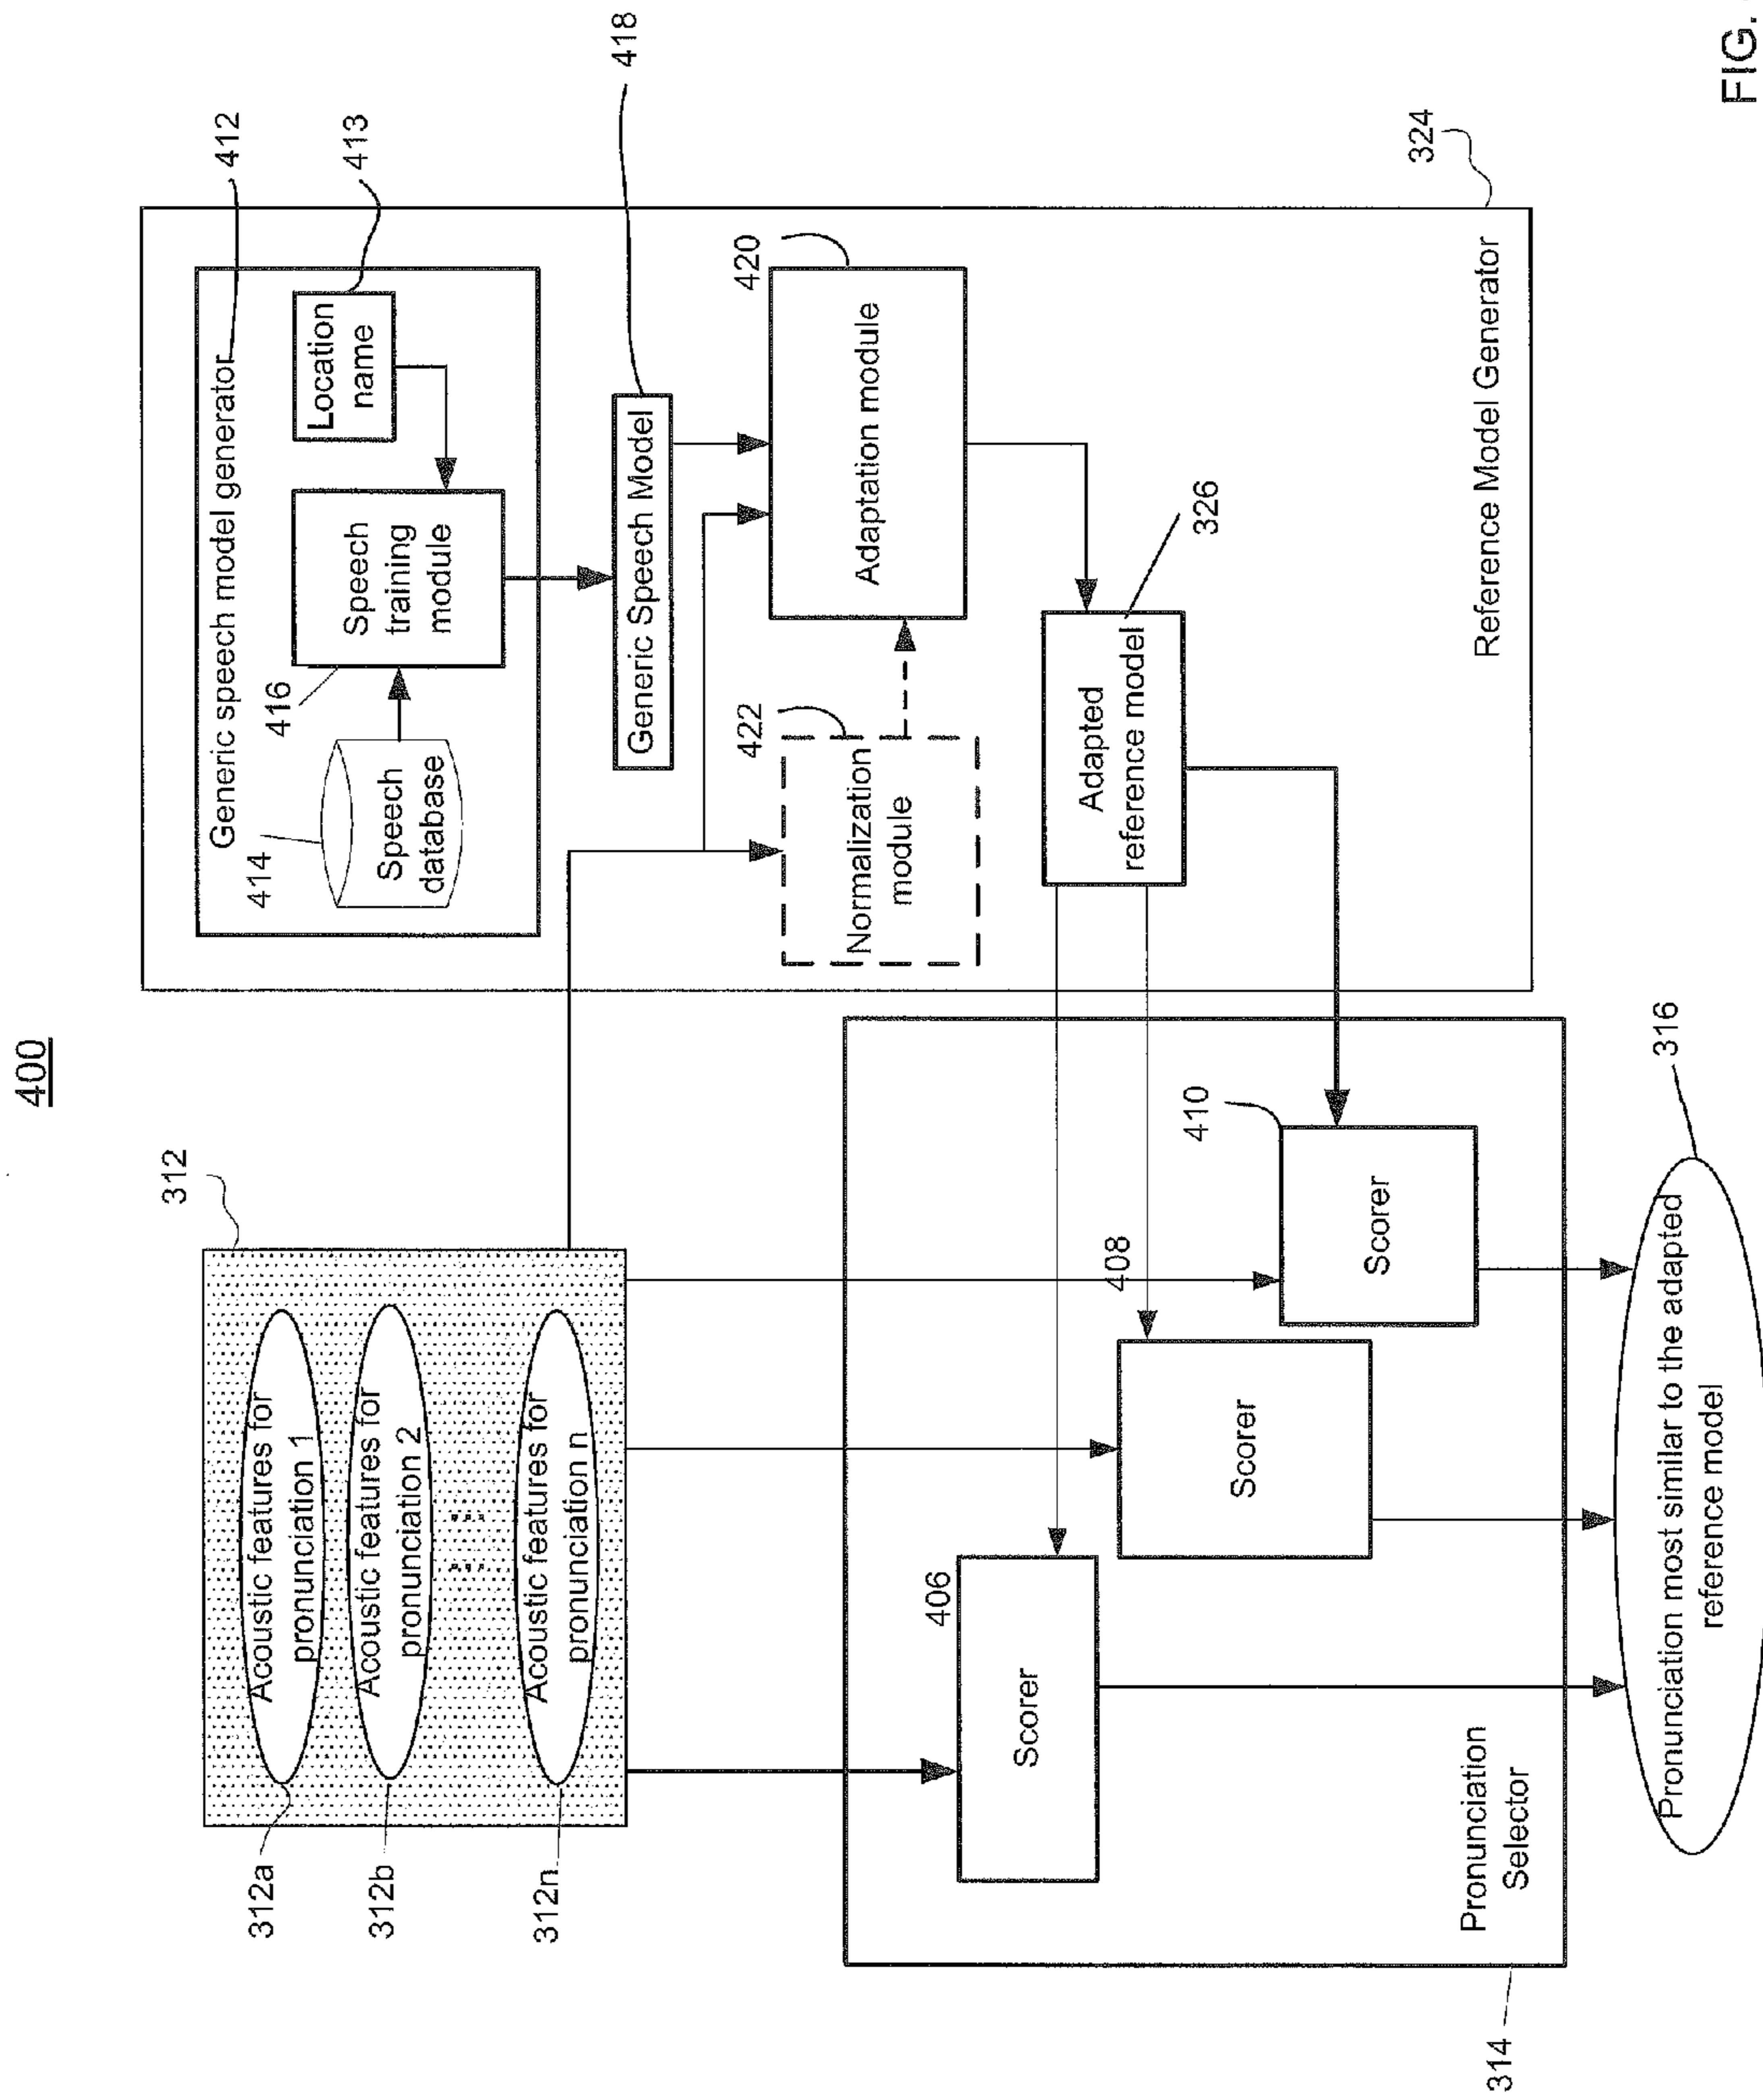 400
312
Acoustic features for
pronunciation 1
Acoustic features for
pronunciation 2
Acoustic features for
pronunciation n
312a
312b
312n
Generic speech model generator
412
414
Speech
database
416
Speech
training
module
Location
name
413
Generic Speech Model
418
422
Normalization
module
420
Adaptation module
Adapted
reference model
326
Reference Model Generator
324
406
Scorer
408
Scorer
410
Scorer
Pronunciation
Selector
314
Pronunciation most similar to the adapted
reference model
316
FIG.